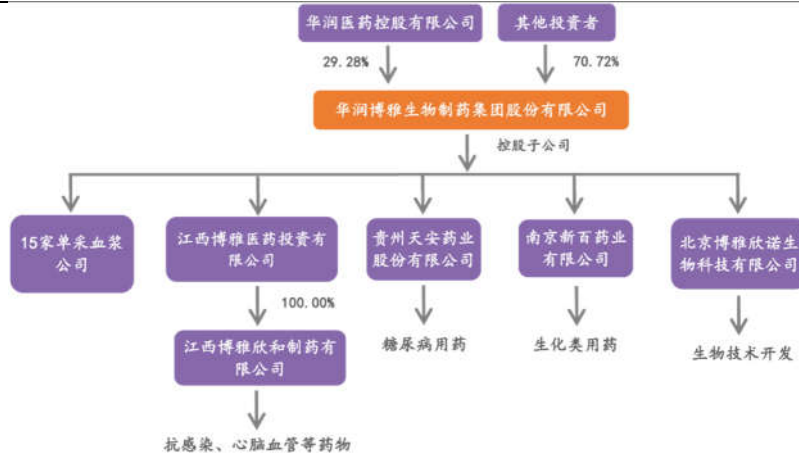 华润医药控股有限公司
其他投资者
29.28%
70.72%
华润博雅生物制药集团股份有限公司
控股子公司
15家单采血浆
公司
江西博雅医药投资有
限公司
贵州天安药业
股份有限公司
南京新百药业
有限公司
北京博雅欣诺生
物科技有限公司
100.00%
江西博雅欣和制药有
限公司
糖尿病用药
生化类用药
生物技术开发
抗感染、心脑血管等药物